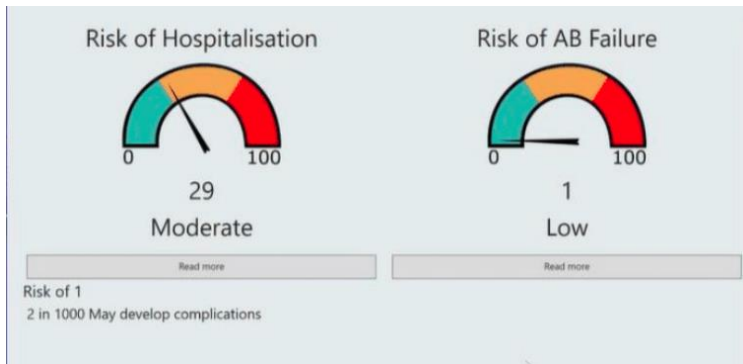 Risk of Hospitalisation
0
100
29
Moderate
Read more
Risk of AB Failure
0
100
1
Low
Read more
Risk of 1
2 in 1000 May develop complications